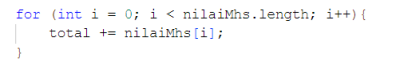 for (int i = 0; i < nilaiMhs.length; i++){
    total += nilaiMhs[i];
}